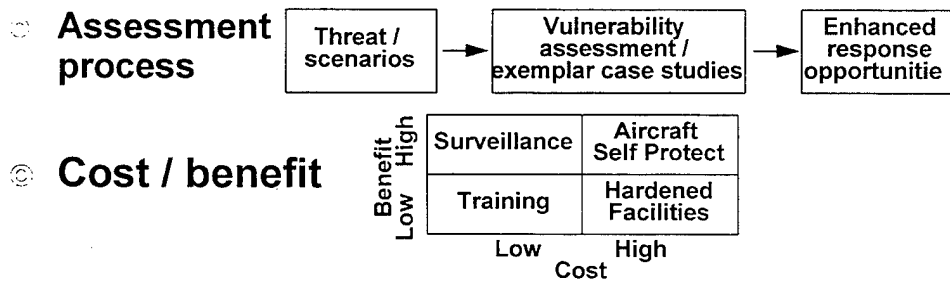 Assessment
process
Threat /
scenarios
Vulnerability
assessment /
exemplar case studies
Enhanced
response
opportunitie
Cost / benefit
Benefit
High
Low
Surveillance
Aircraft
Self Protect
Training
Hardened
Facilities
Low
High
Cost